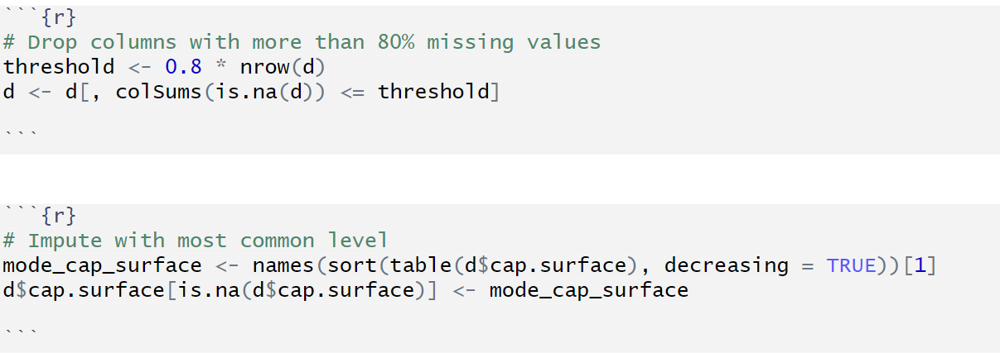 ```{r}
# Drop columns with more than 80% missing values
threshold <- 0.8 * nrow(d)
d <- d[, colSums(is.na(d)) <= threshold]
```
```{r}
# Impute with most common level
mode_cap_surface <- names(sort(table(d$cap.surface), decreasing = TRUE))[1]
d$cap.surface[is.na(d$cap.surface)] <- mode_cap_surface
```